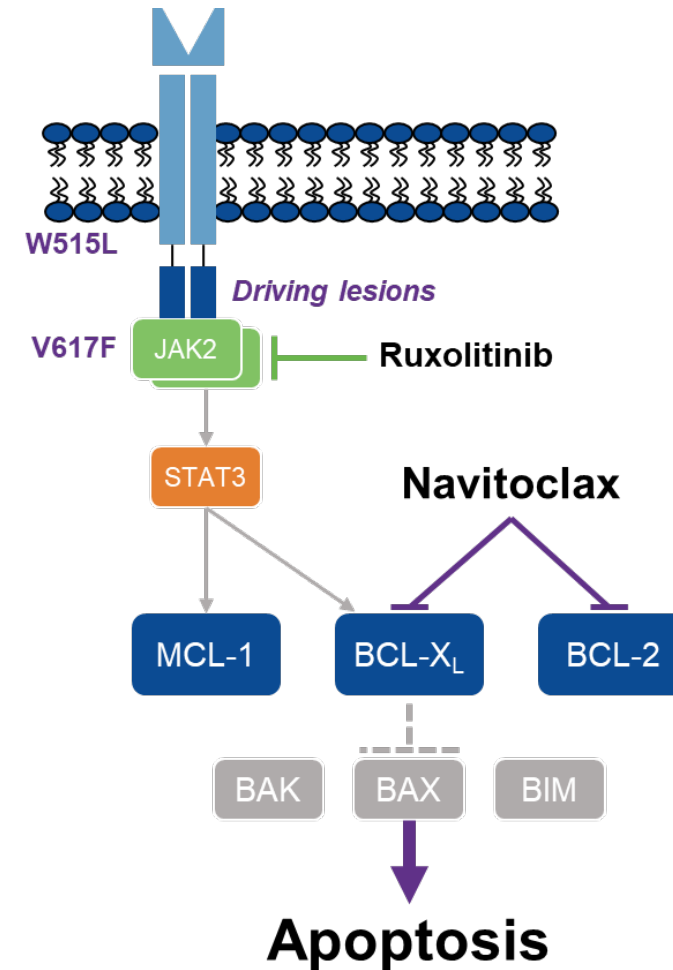 W515L
Driving lesions
V617F
JAK2
Ruxolitinib
STAT3
Navitoclax
MCL-1
BCL-XL
BCL-2
BAK
BAX
BIM
Apoptosis